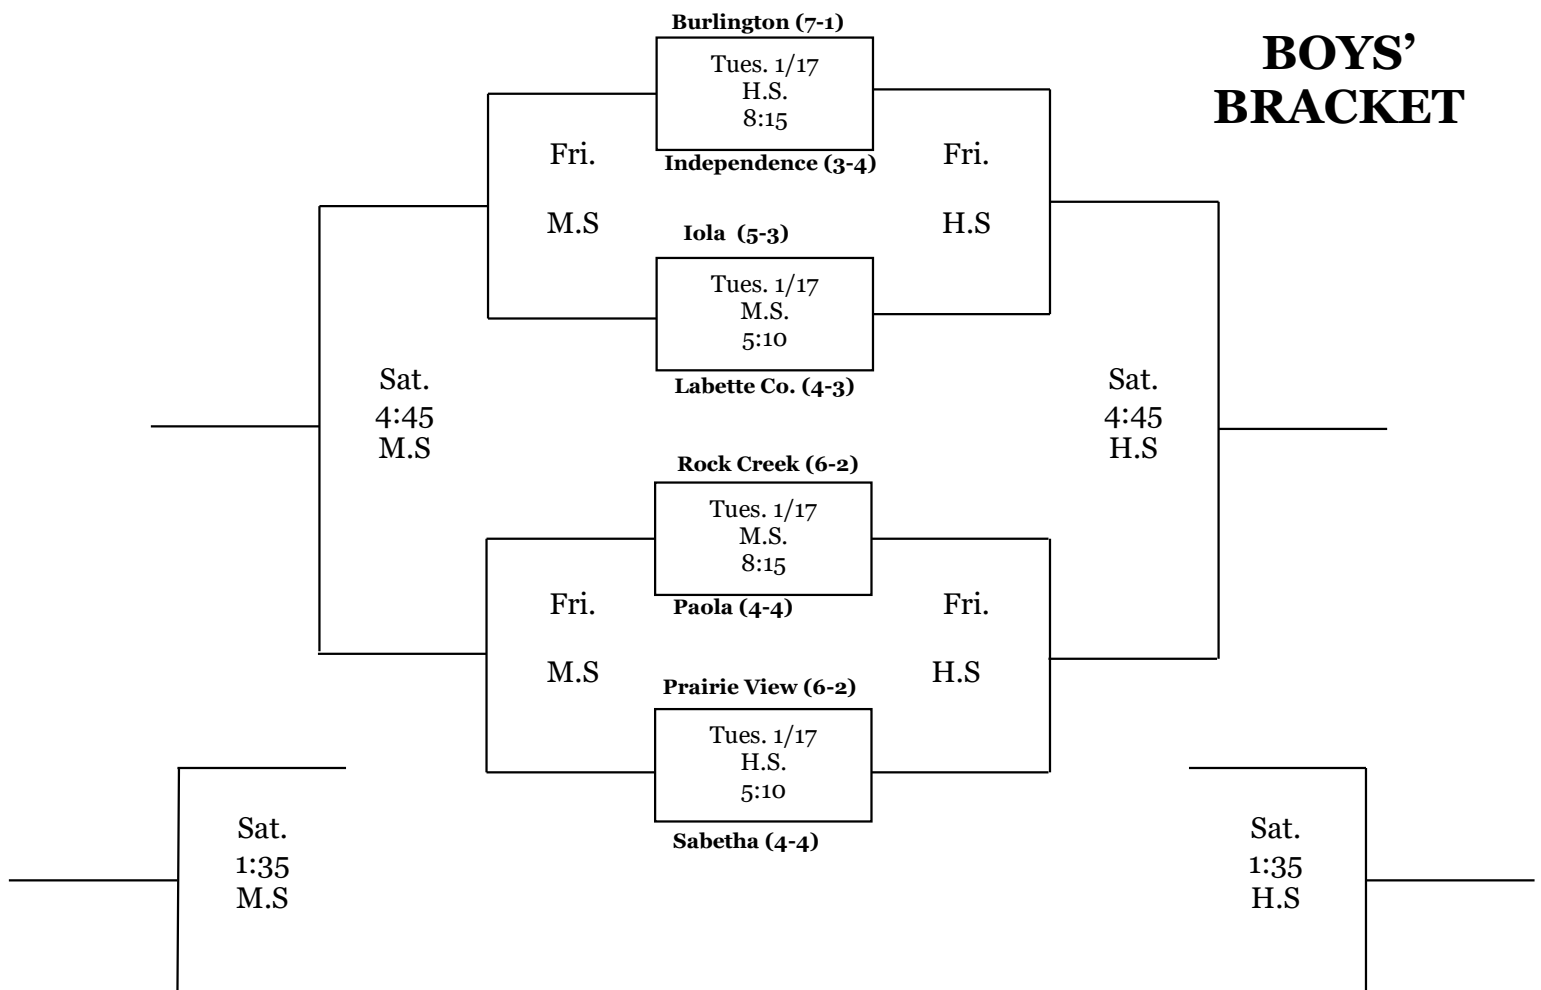 BOYS’
BRACKET
Burlington (7-1)
Tues. 1/17
H.S.
8:15
Independence (3-4)
Fri.
M.S
Fri.
H.S
Iola  (5-3)
Tues. 1/17
M.S.
5:10
Labette Co. (4-3)
Sat.
4:45
M.S
Sat.
4:45
H.S
Rock Creek (6-2)
Tues. 1/17
M.S.
8:15
Paola (4-4)
Fri.
M.S
Fri.
H.S
Prairie View (6-2)
Tues. 1/17
H.S.
5:10
Sabetha (4-4)
Sat.
1:35
M.S
Sat.
1:35
H.S